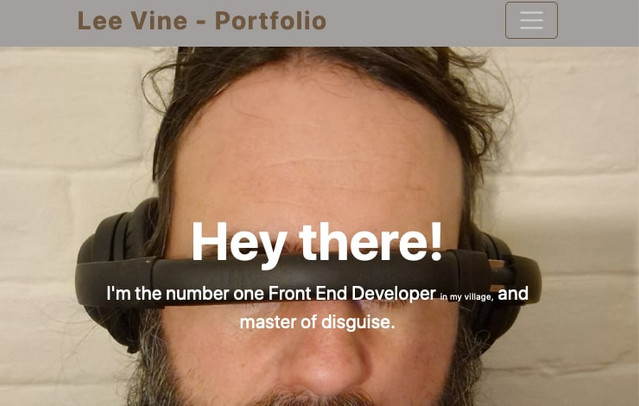 Lee Vine - Portfolio
Hey there!
I'm the number one Front End Developer in my village, and
master of disguise.